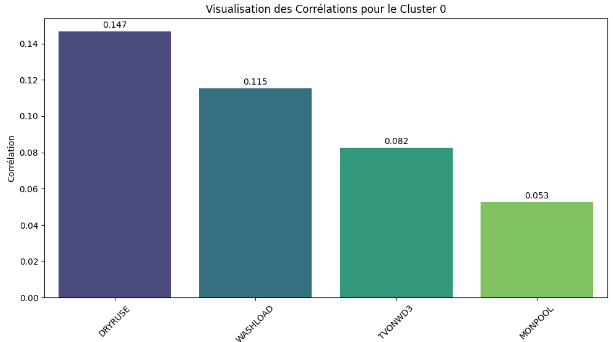 Visualisation des Corrélations pour le Cluster 0
0.147
0.115
0.082
0.053
0.14
0.12
0.10
0.08
0.06
0.04
0.02
0.00
Corrélation
DRYRUSE
WASHLOAD
TVONWD3
MONPOOL